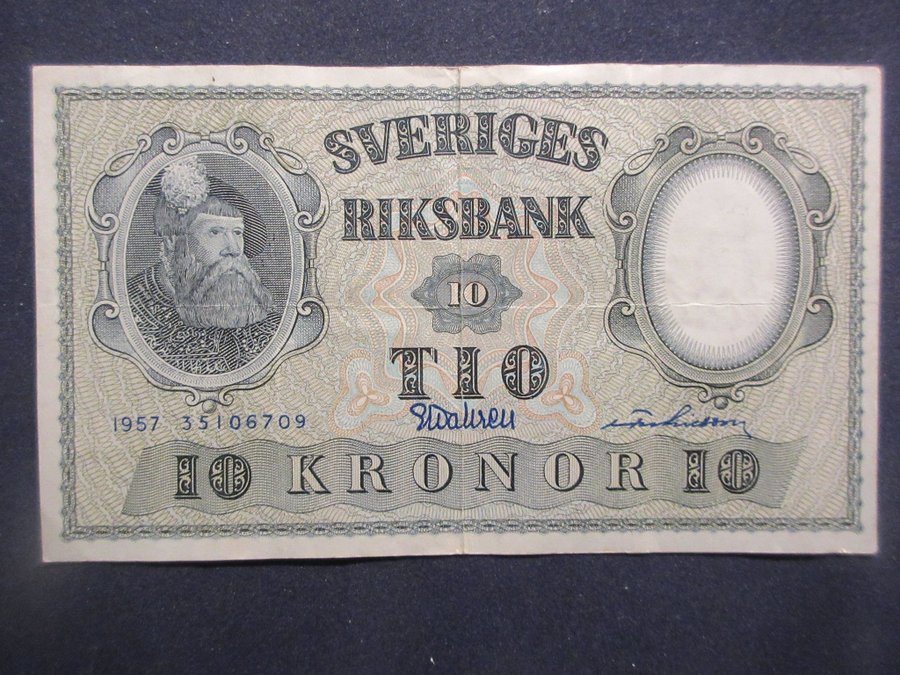 SVERIGES
RIKSBANK
10
TIO
1957 35106709
10 KRONOR 10